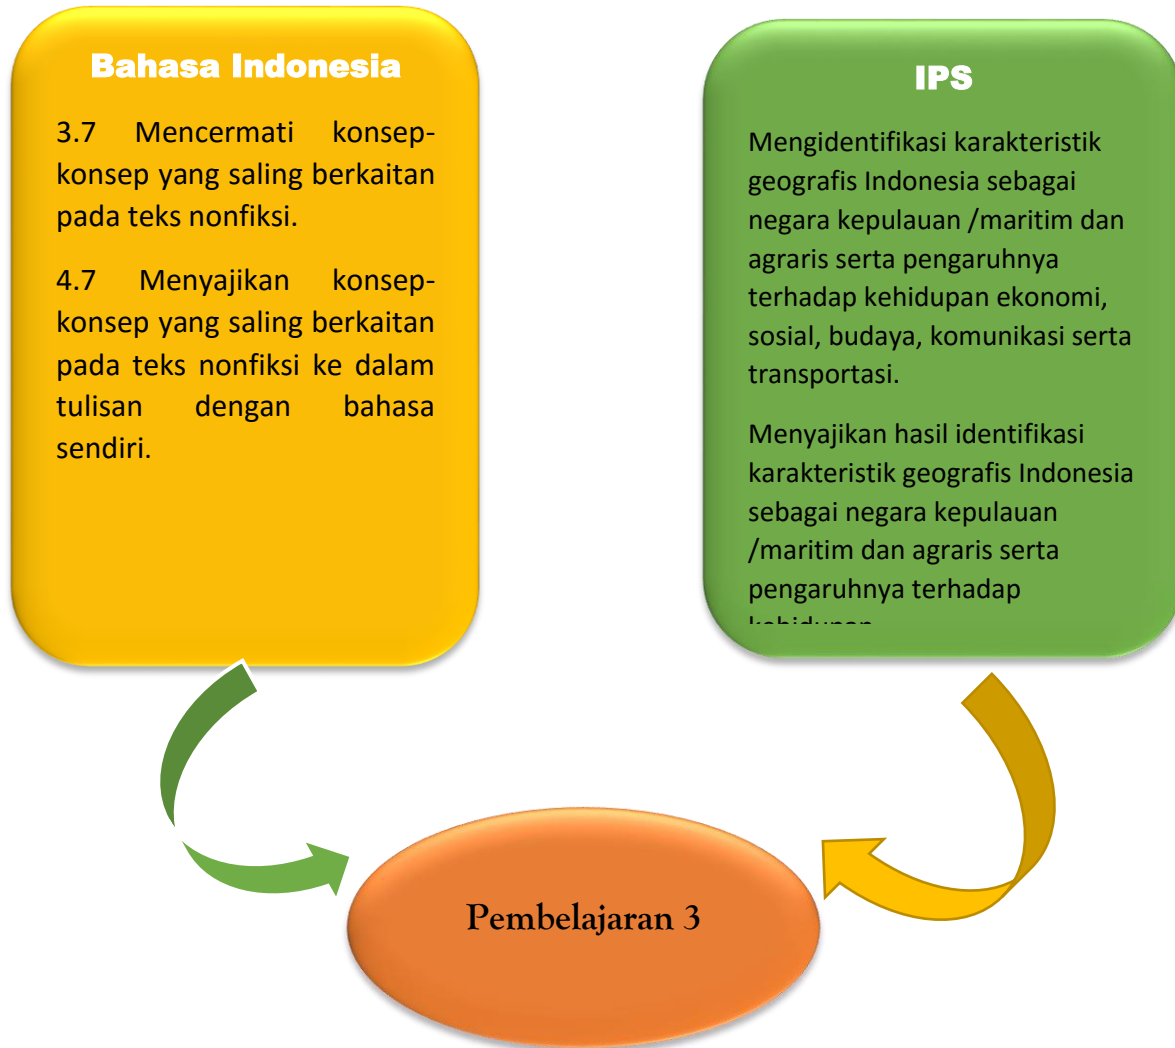 Bahasa Indonesia
3.7 Mencermati konsep-
konsep yang saling berkaitan
pada teks nonfiksi.
4.7 Menyajikan konsep-
konsep yang saling berkaitan
pada teks nonfiksi ke dalam
tulisan dengan bahasa
sendiri.
IPS
Mengidentifikasi karakteristik
geografis Indonesia sebagai
negara kepulauan /maritim dan
agraris serta pengaruhnya
terhadap kehidupan ekonomi,
sosial, budaya, komunikasi serta
transportasi.
Menyajikan hasil identifikasi
karakteristik geografis Indonesia
sebagai negara kepulauan
/maritim dan agraris serta
pengaruhnya terhadap
Pembelajaran 3